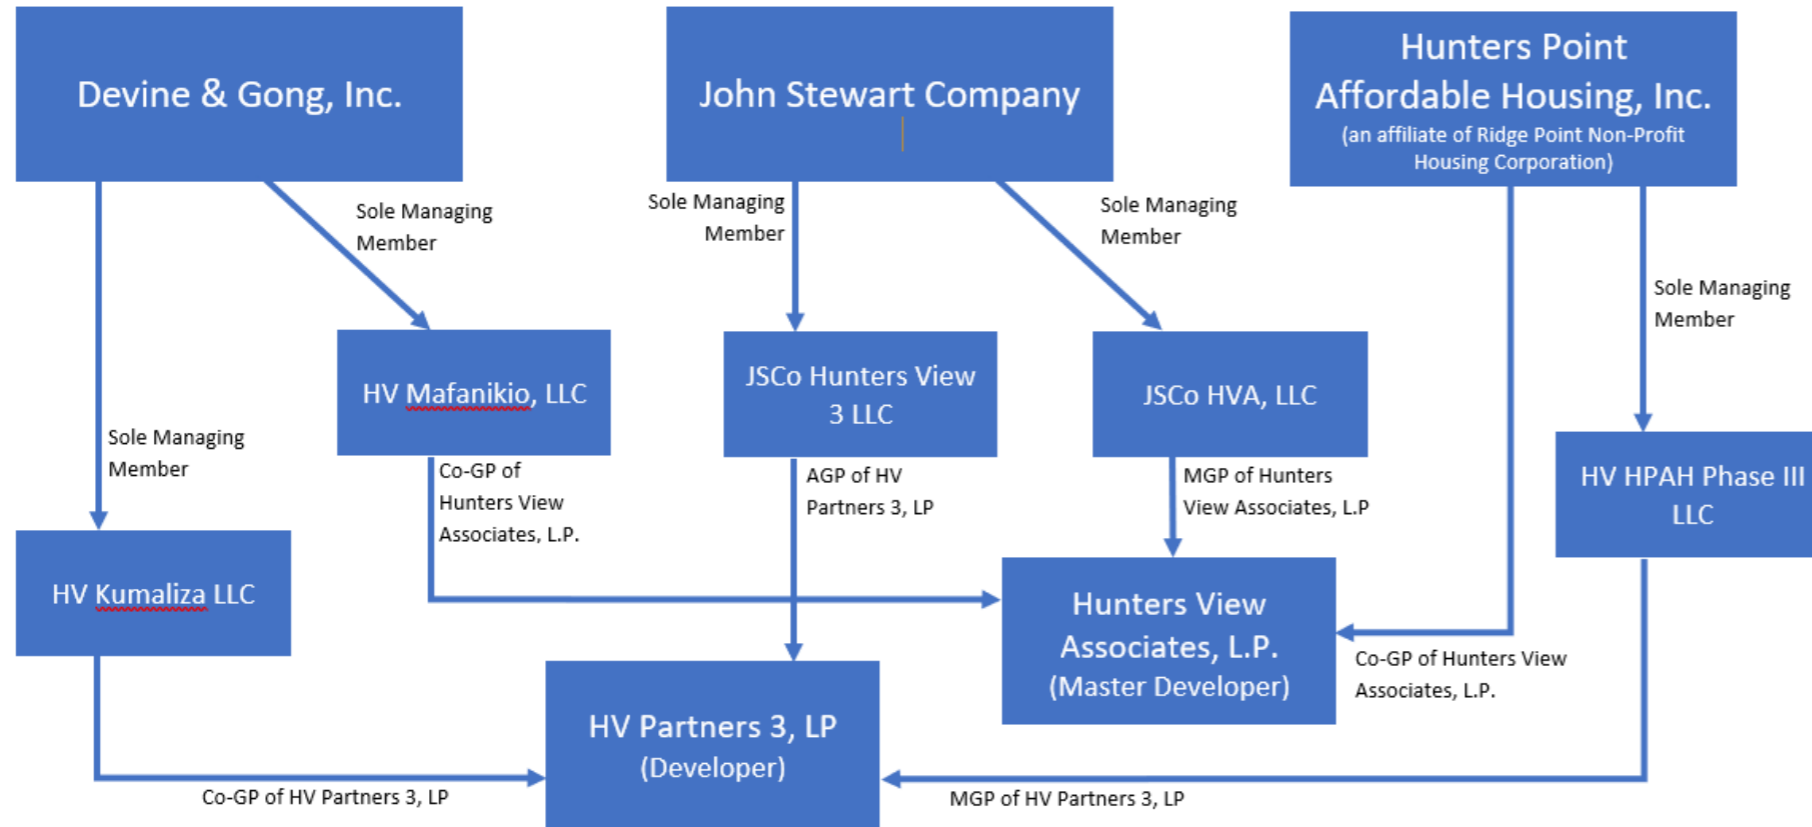 Devine & Gong, Inc.
John Stewart Company
Hunters Point
Affordable Housing, Inc.
(an affiliate of Ridge Point Non-Profit
Housing Corporation)
Sole Managing
Member
Sole Managing
Member
Sole Managing
Member
Sole Managing
Member
HV Mafanikio, LLC
JSCo Hunters View
3 LLC
JSCo HVA, LLC
Sole Managing
Member
HV HPAH Phase III
LLC
Co-GP of
Hunters View
Associates, L.P.
AGP of HV
Partners 3, LP
MGP of Hunters
View Associates, L.P
HV Kumaliza LLC
Hunters View
Associates, L.P.
(Master Developer)
Co-GP of Hunters View
Associates, L.P.
HV Partners 3, LP
(Developer)
Co-GP of HV Partners 3, LP
MGP of HV Partners 3, LP